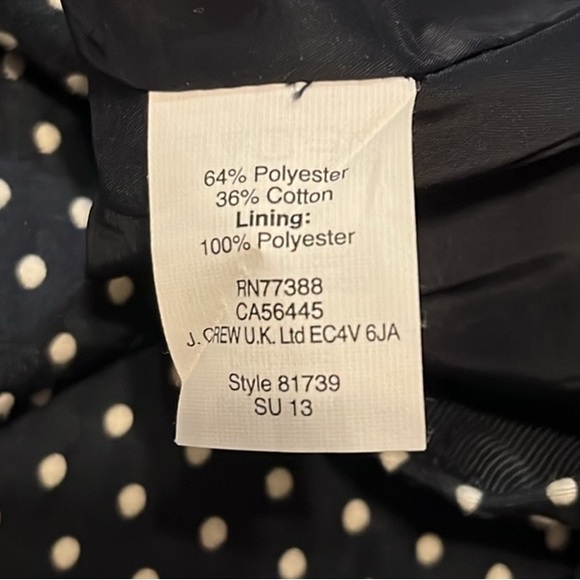 64% Polyester
36% Cotton
Lining:
100% Polyester
RN77388
CA56445
J. CREW U.K. Ltd EC4V 6JA
Style 81739
SU 13